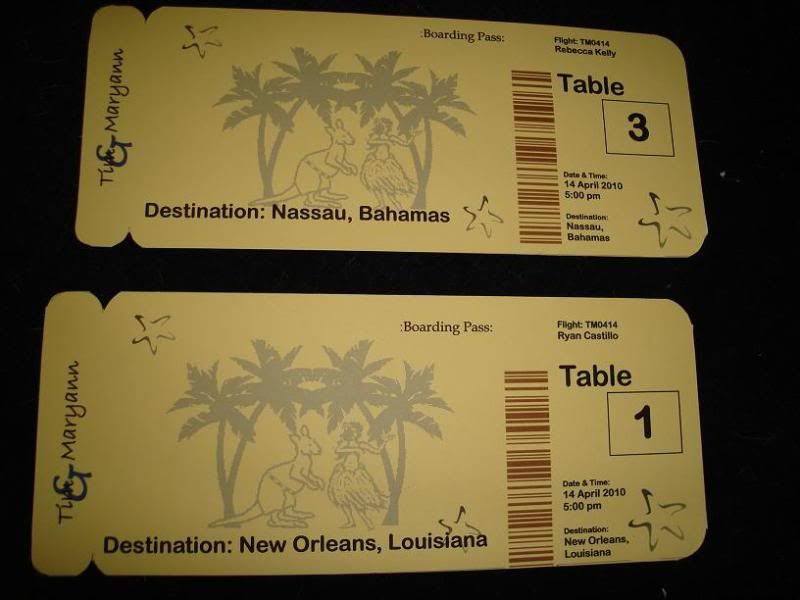 Tim & Maryann
:Boarding Pass:
Destination: Nassau, Bahamas
Flight: TM0414
Rebecca Kelly
Table
3
Date & Time:
14 April 2010
5:00 pm
Destination:
Nassau,
Bahamas
Tim & Maryann
:Boarding Pass:
Destination: New Orleans, Louisiana
Flight: TM0414
Ryan Castillo
Table
1
Date & Time:
14 April 2010
5:00 pm
Destination:
New Orleans,
Louisiana